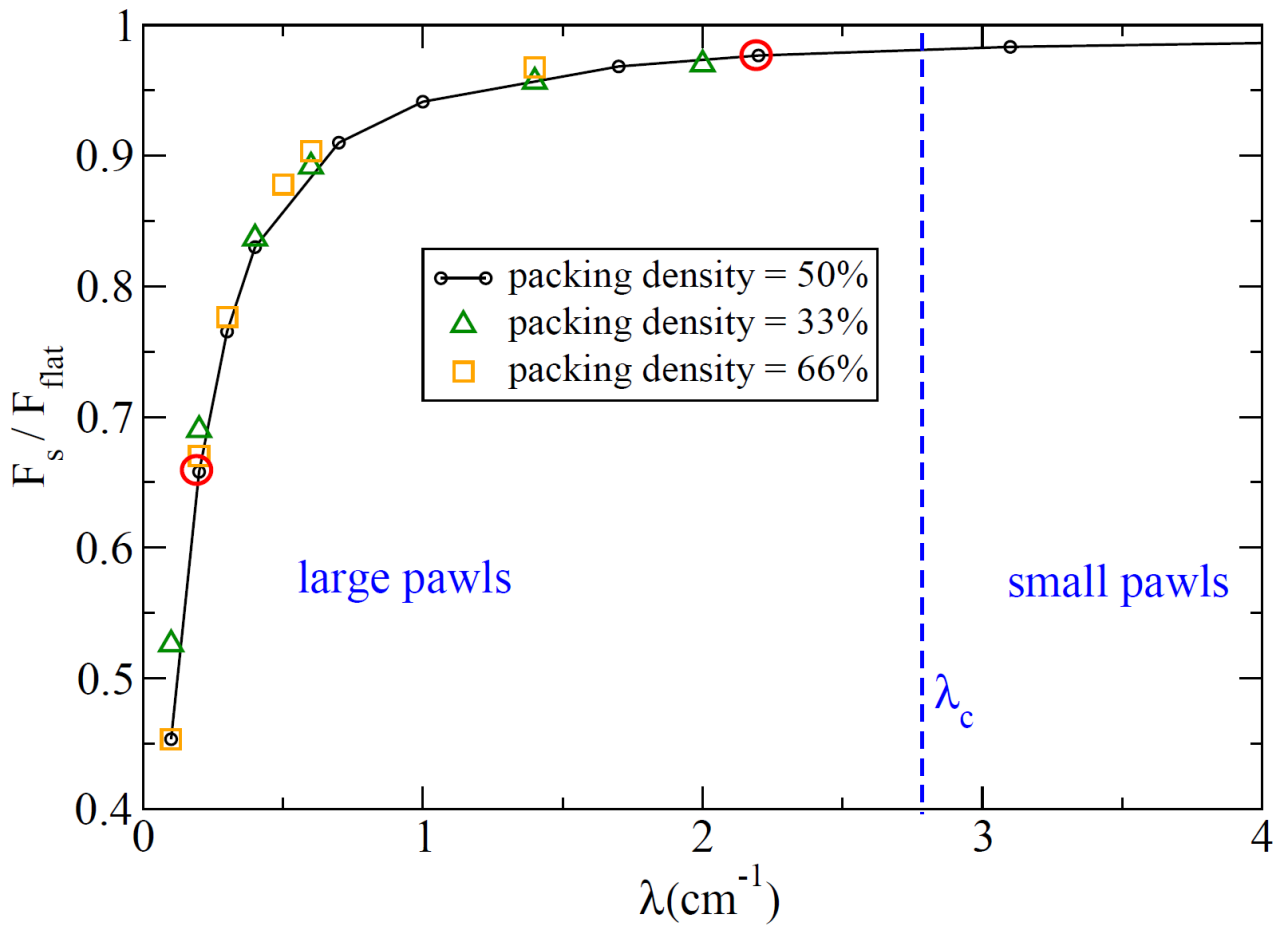 1
0.9
0.8
0.7
0.6
0.5
0.4
F_s / F_flat
packing density = 50%
packing density = 33%
packing density = 66%
large pawls
small pawls
λ_c
0 1 2 3 4
λ(cm^-1)